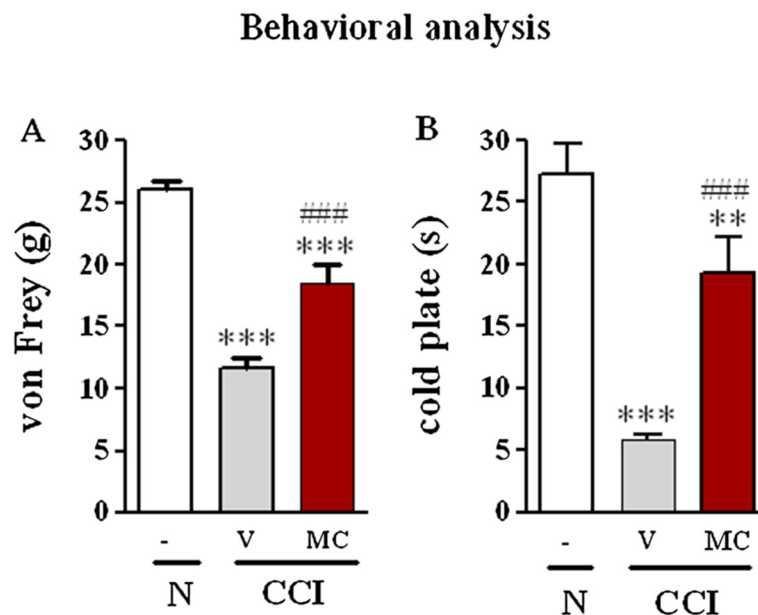 Behavioral analysis
A
von Frey (g)
30
25
20
15
10
5
0
***
###
***
- V MC
N CCI
B
cold plate (s)
30
25
20
15
10
5
0
***
###
**
- V MC
N CCI